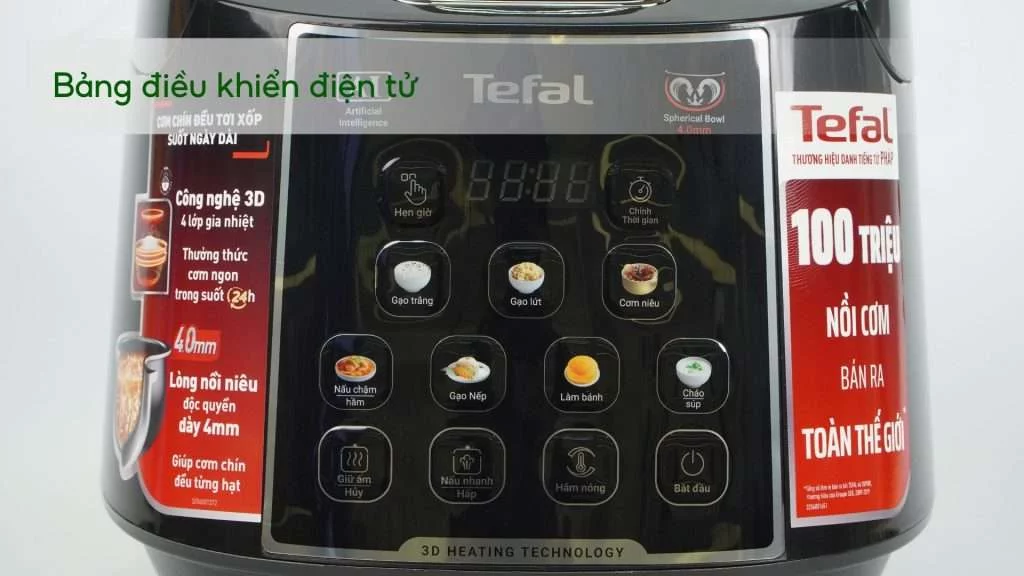 Bảng điều khiển điện tử
Artificial
Intelligence
Tefal
Spherical Bowl
4.0mm
CƠM CHÍN ĐỀU TƠI XỐP
SUỐT NGÀY DÀI
Công nghệ 3D
4 lớp gia nhiệt
Thưởng thức
cơm ngon
trong suốt 24h
4.0mm
Lòng nồi niêu
độc quyền
dày 4mm
Giúp cơm chín
đều từng hạt
Hẹn giờ
88:88
Chỉnh
Thời gian
Gạo trắng
Gạo lứt
Cơm niêu
Nấu chậm
hầm
Gạo Nếp
Làm bánh
Cháo
súp
Giữ ấm
Hủy
Nấu nhanh
Hấp
Hâm nóng
Bắt đầu
3D HEATING TECHNOLOGY
Tefal
THƯƠNG HIỆU DANH TIẾNG TỪ PHÁP
100 TRIỆU
NỒI CƠM
BÁN RA
TOÀN THẾ GIỚI